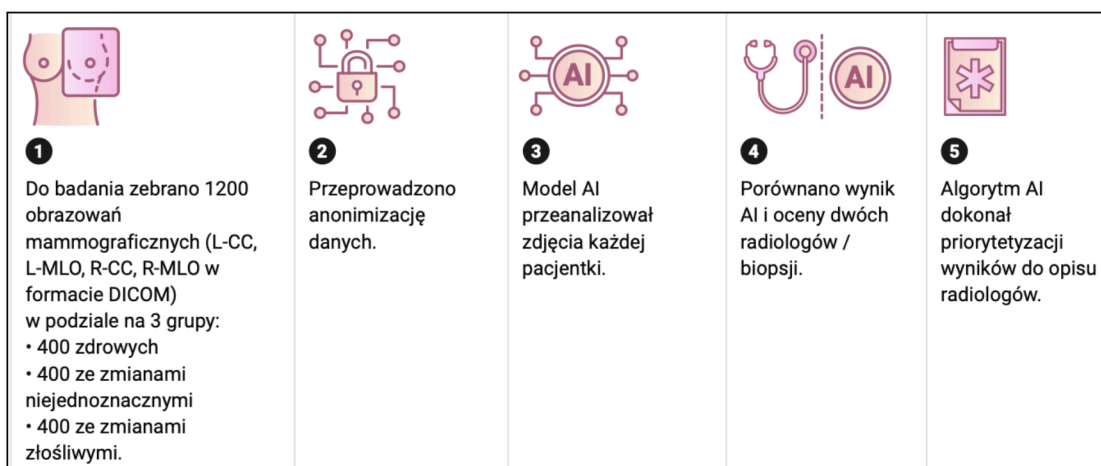 AI
AI
1
Do do badania zebrano 1200
obrazowań
mammograficznych (L-CC,
L-MLO, R-CC, R-MLO w
formacie DICOM)
w podziale na 3 grupy:
• 400 zdrowych
• 400 ze zmianami
niejednoznacznymi
• 400 ze zmianami
złośliwymi.
2
Przeprowadzono
anonimizację
danych.
3
Model AI
przeanalizował
zdjęcia każdej
pacjentki.
4
Porównano wynik
AI i oceny dwóch
radiologów /
biopsji.
5
Algorytm AI
dokonał
priorytetyzacji
wyników do opisu
radiologów.